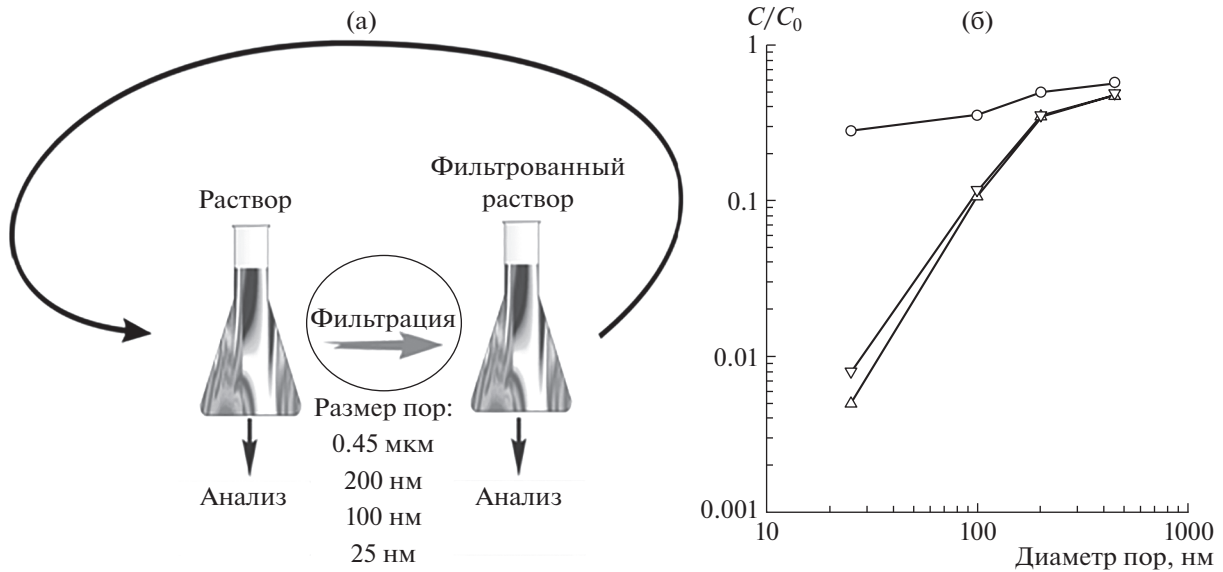 (а)
Раствор
Фильтрованный
раствор
Фильтрация
Размер пор:
0.45 мкм
200 нм
100 нм
25 нм
Анализ
Анализ
(б)
C/C0
1
0.1
0.01
0.001
10
100
1000
Диаметр пор, нм